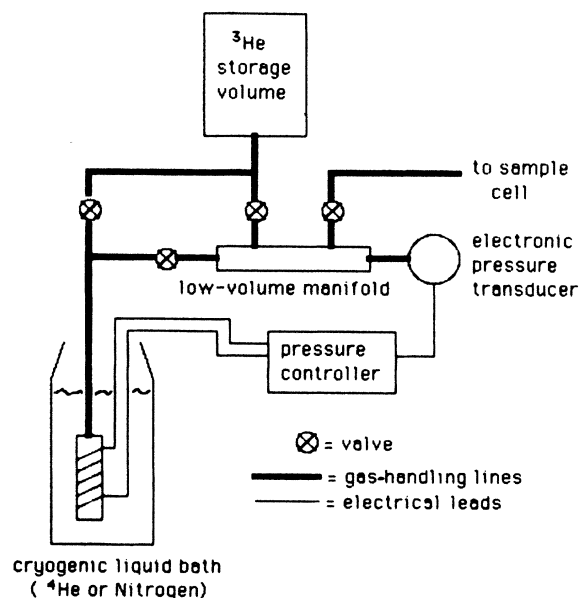 ³He
storage
volume
to sample
cell
electronic
pressure
transducer
low-volume manifold
pressure
controller
= valve
= gas-handling lines
= electrical leads
cryogenic liquid bath
( ⁴He or Nitrogen)